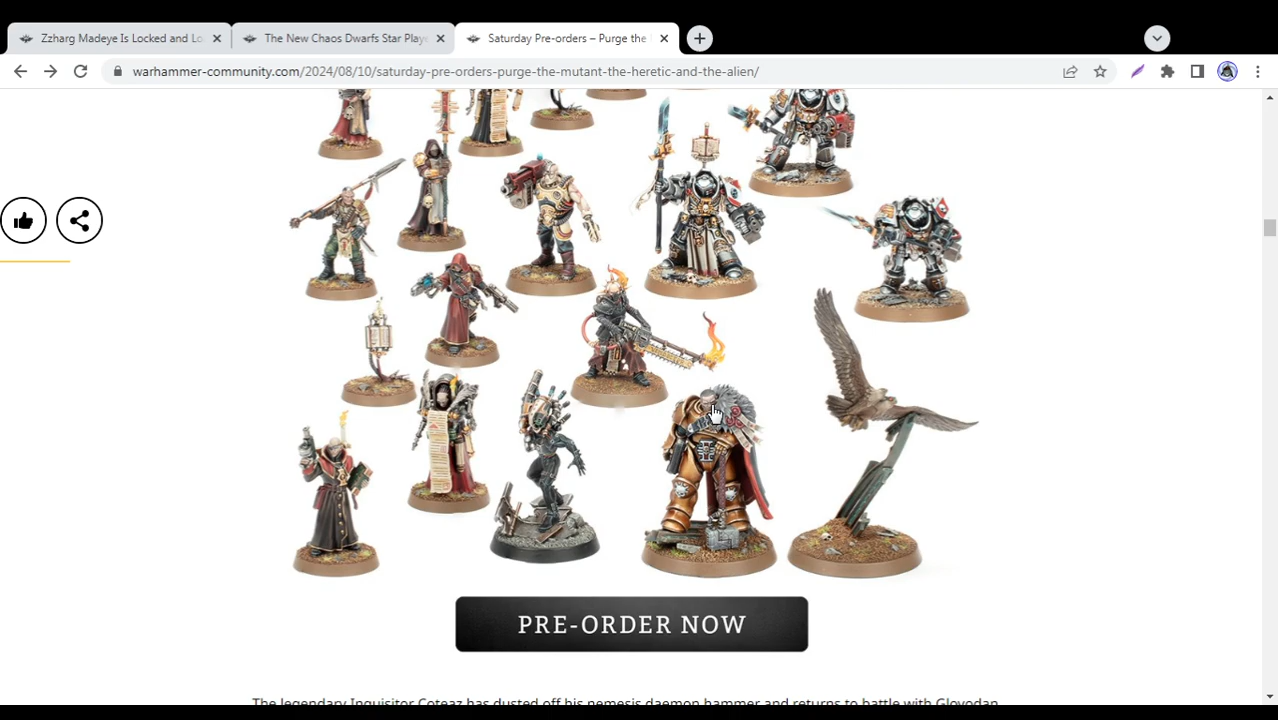 Zzharg Madeye Is Locked and Lo
The New Chaos Dwarfs Star Playe
Saturday Pre-orders – Purge the
warhammer-community.com/2024/08/10/saturday-pre-orders-purge-the-mutant-the-heretic-and-the-alien/
PRE-ORDER NOW
The legendary Inquisitor Coteaz has dusted off his nemesis daemon hammer and returns to battle with Glovodan